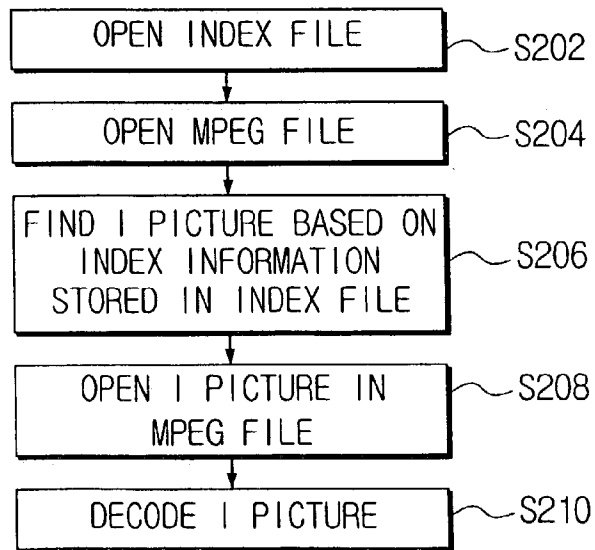 OPEN INDEX FILE
S202
OPEN MPEG FILE
S204
FIND I PICTURE BASED ON
INDEX INFORMATION
STORED IN INDEX FILE
S206
OPEN I PICTURE IN
MPEG FILE
S208
DECODE I PICTURE
S210